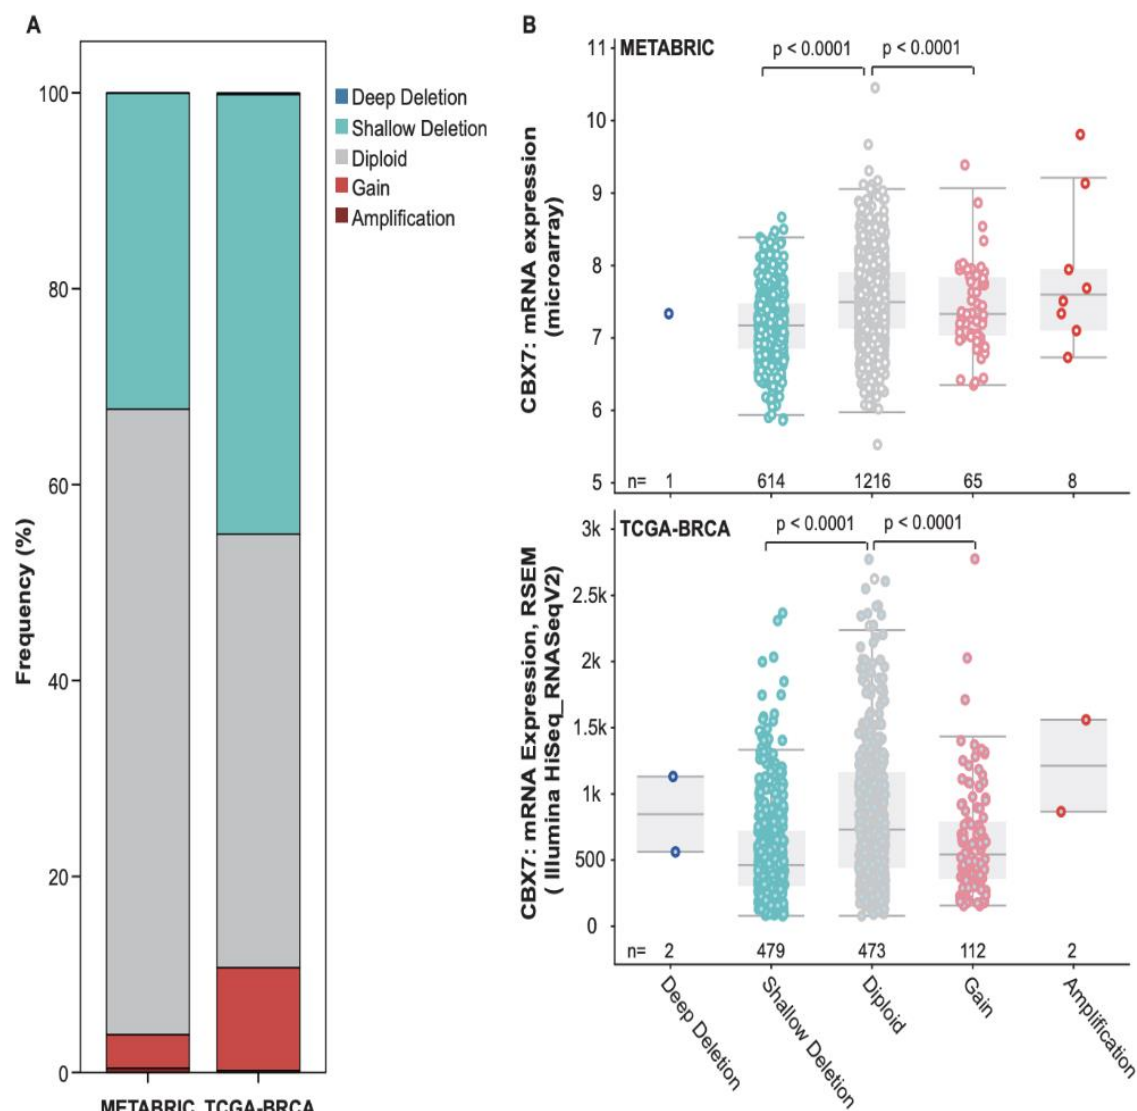 A
100
80
60
40
20
0
Frequency (%)
METABRIC TCGA-BRCA
Deep Deletion
Shallow Deletion
Diploid
Gain
Amplification
B
METABRIC
p < 0.0001 p < 0.0001
11
10
9
8
7
6
5
CBX7: mRNA expression
(microarray)
n= 1 614 1216 65 8
TCGA-BRCA
p < 0.0001 p < 0.0001
3k
2.5k
2k
1.5k
1k
500
0
CBX7: mRNA Expression, RSEM
( Illumina HiSeq_RNASeqV2)
n= 2 479 473 112 2
Deep Deletion
Shallow Deletion
Diploid
Gain
Amplification